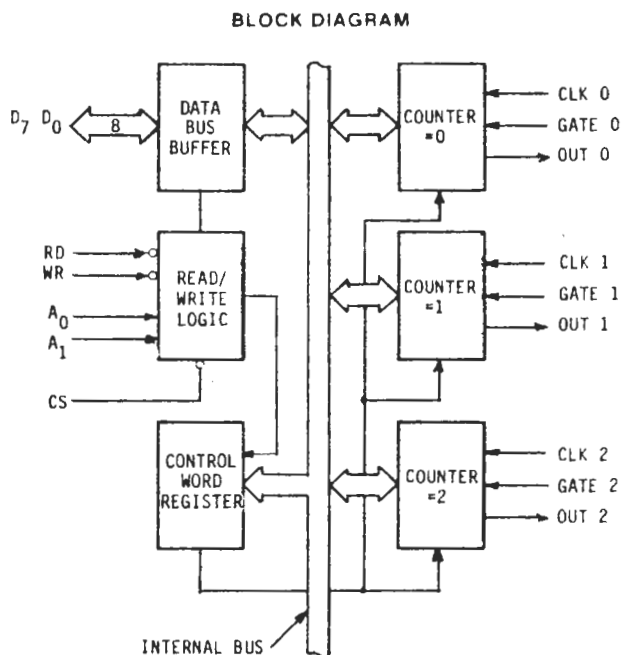 BLOCK DIAGRAM
D7 D0
8
DATA
BUS
BUFFER
COUNTER
=0
CLK 0
GATE 0
OUT 0
RD
WR
A0
A1
CS
READ/
WRITE
LOGIC
COUNTER
=1
CLK 1
GATE 1
OUT 1
CONTROL
WORD
REGISTER
COUNTER
=2
CLK 2
GATE 2
OUT 2
INTERNAL BUS